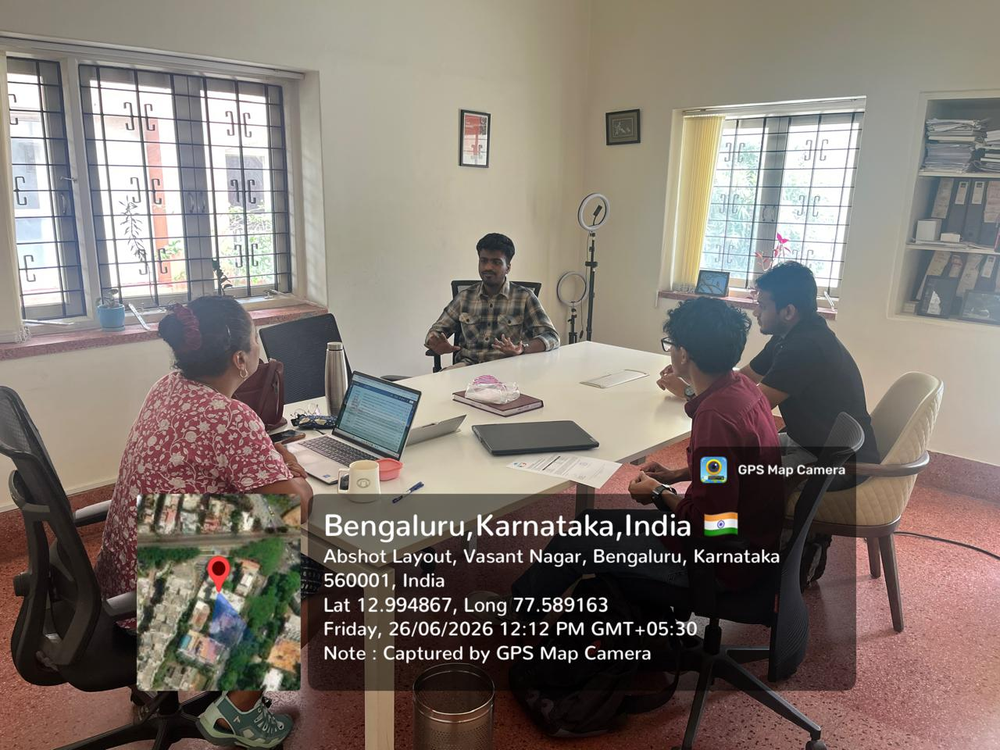 GPS Map Camera
Bengaluru,Karnataka,India
Abshot Layout, Vasant Nagar, Bengaluru, Karnataka
560001, India
Lat 12.994867, Long 77.589163
Friday, 26/06/2026 12:12 PM GMT+05:30
Note : Captured by GPS Map Camera